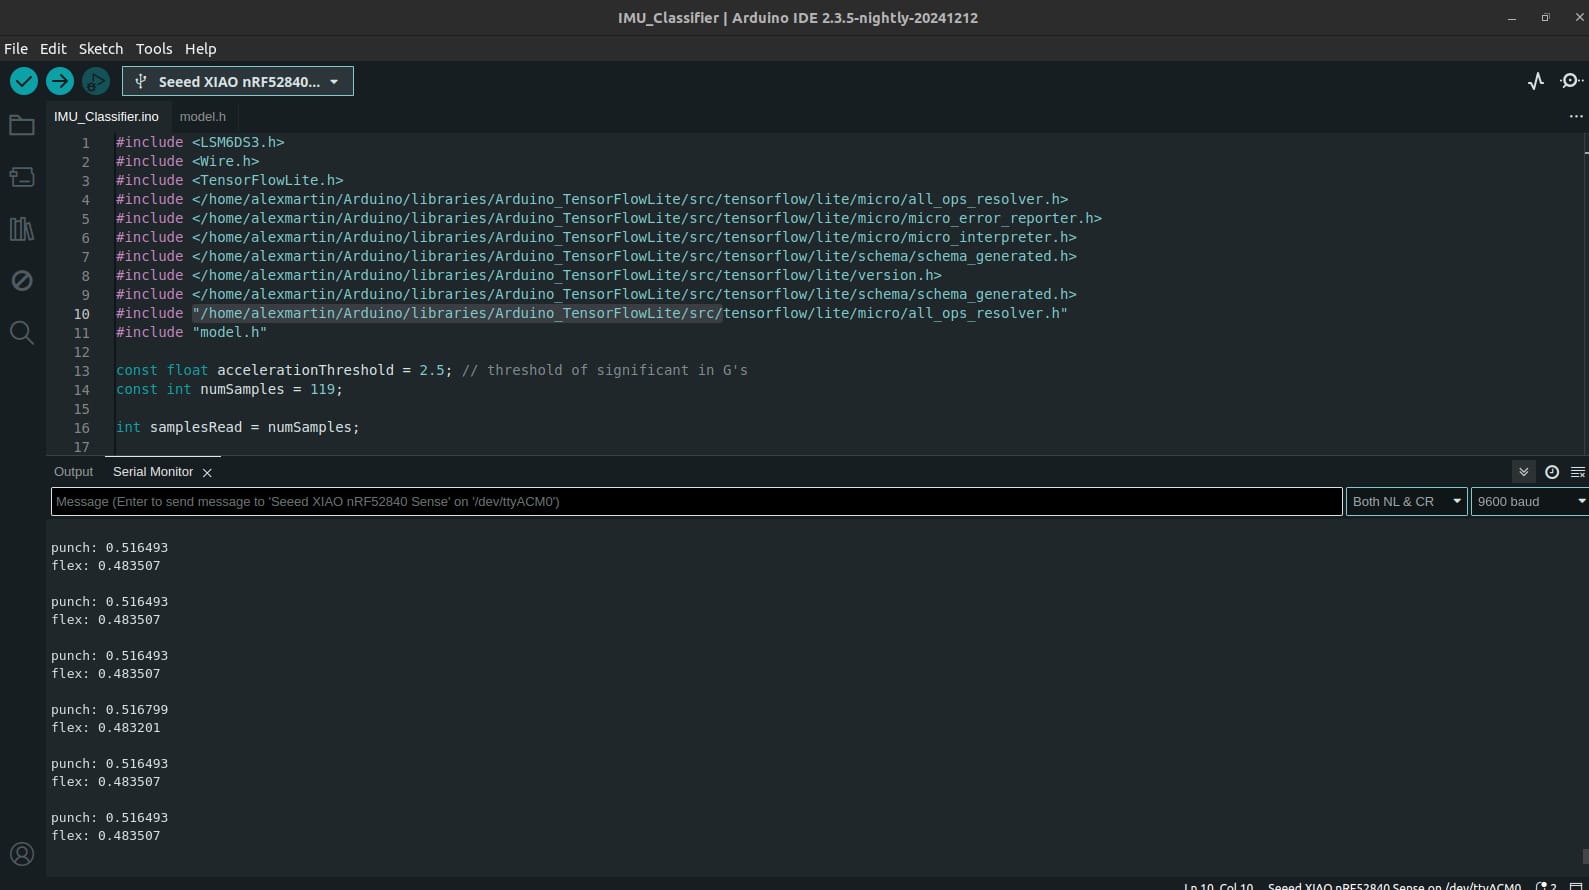 IMU_Classifier | Arduino IDE 2.3.5-nightly-20241212
File Edit Sketch Tools Help
Seeed XIAO nRF52840...
IMU_Classifier.ino model.h
1 #include <LSM6DS3.h>
2 #include <Wire.h>
3 #include <TensorFlowLite.h>
4 #include </home/alexmartin/Arduino/libraries/Arduino_TensorFlowLite/src/tensorflow/lite/micro/all_ops_resolver.h>
5 #include </home/alexmartin/Arduino/libraries/Arduino_TensorFlowLite/src/tensorflow/lite/micro/micro_error_reporter.h>
6 #include </home/alexmartin/Arduino/libraries/Arduino_TensorFlowLite/src/tensorflow/lite/micro/micro_interpreter.h>
7 #include </home/alexmartin/Arduino/libraries/Arduino_TensorFlowLite/src/tensorflow/lite/schema/schema_generated.h>
8 #include </home/alexmartin/Arduino/libraries/Arduino_TensorFlowLite/src/tensorflow/lite/version.h>
9 #include </home/alexmartin/Arduino/libraries/Arduino_TensorFlowLite/src/tensorflow/lite/schema/schema_generated.h>
10 #include "/home/alexmartin/Arduino/libraries/Arduino_TensorFlowLite/src/tensorflow/lite/micro/all_ops_resolver.h"
11 #include "model.h"
12
13 const float accelerationThreshold = 2.5; // threshold of significant in G's
14 const int numSamples = 119;
15
16 int samplesRead = numSamples;
17
Output Serial Monitor
Message (Enter to send message to 'Seeed XIAO nRF52840 Sense' on '/dev/ttyACM0') Both NL & CR 9600 baud
punch: 0.516493
flex: 0.483507
punch: 0.516493
flex: 0.483507
punch: 0.516493
flex: 0.483507
punch: 0.516799
flex: 0.483201
punch: 0.516493
flex: 0.483507
punch: 0.516493
flex: 0.483507
Ln 10, Col 10 Seeed XIAO nRF52840 Sense on /dev/ttyACM0 2